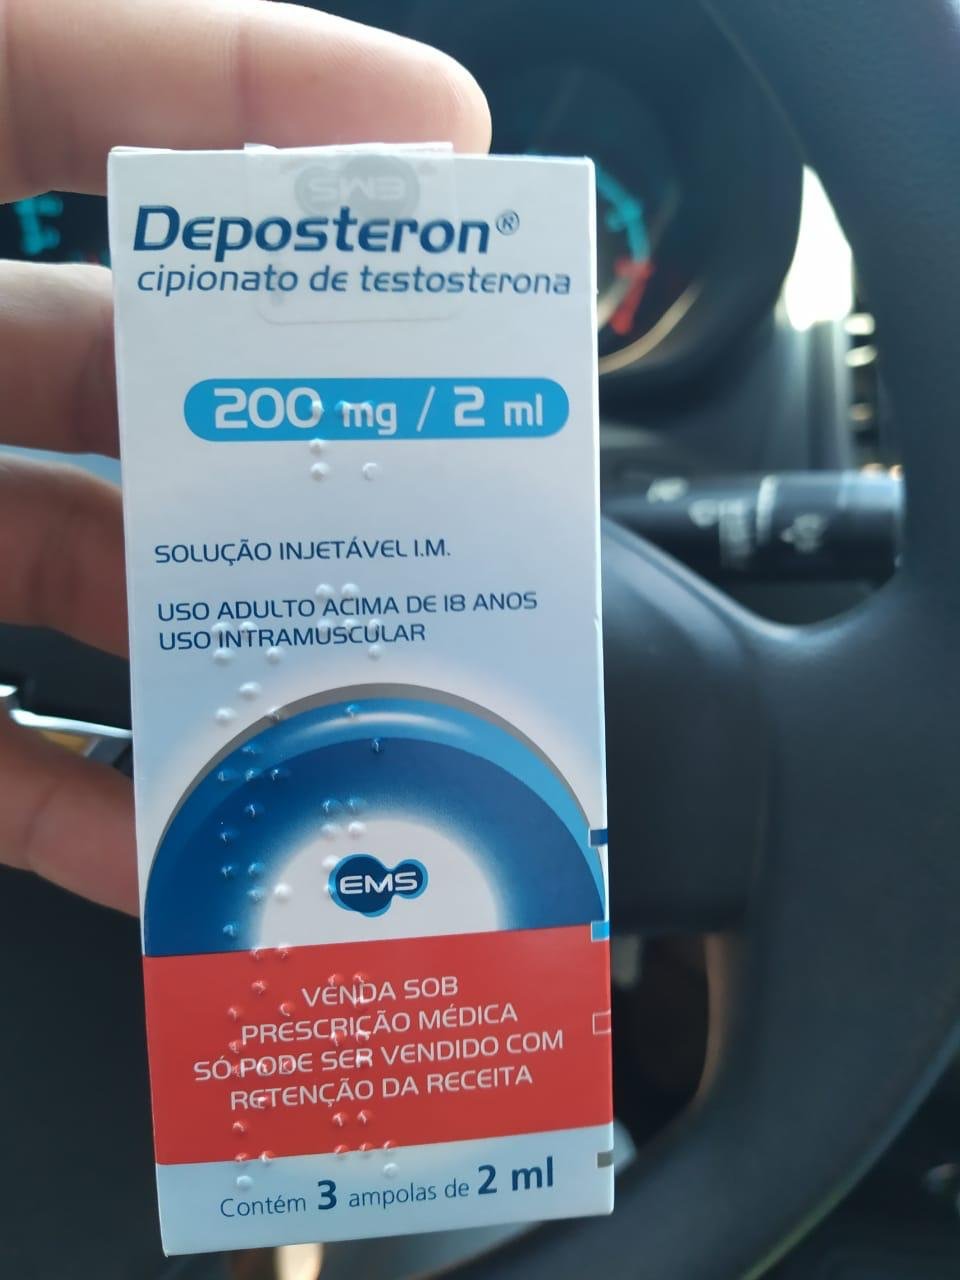 EMS
Deposteron®
cipionato de testosterona
200 mg / 2 ml
SOLUÇÃO INJETÁVEL I.M.
USO ADULTO ACIMA DE 18 ANOS
USO INTRAMUSCULAR
EMS
VENDA SOB
PRESCRIÇÃO MÉDICA
SÓ PODE SER VENDIDO COM
RETENÇÃO DA RECEITA
Contém 3 ampolas de 2 ml